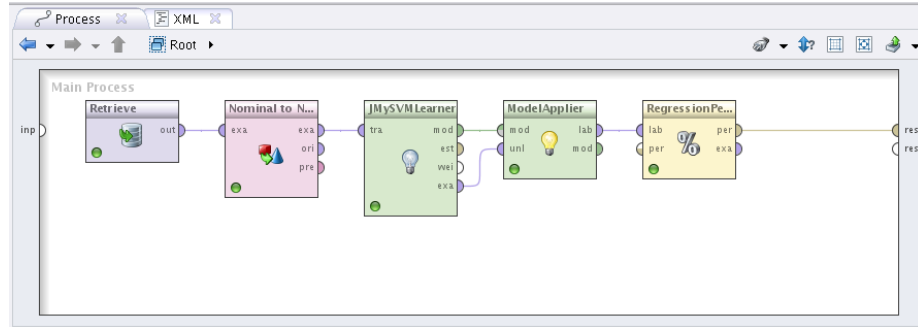 Process XML
Root
Main Process
Retrieve Nominal to N... JMySVMLearner ModelApplier RegressionPe...
inp out exa exa tra mod mod lab lab per res
ori est unl mod per exa res
pre wei
exa